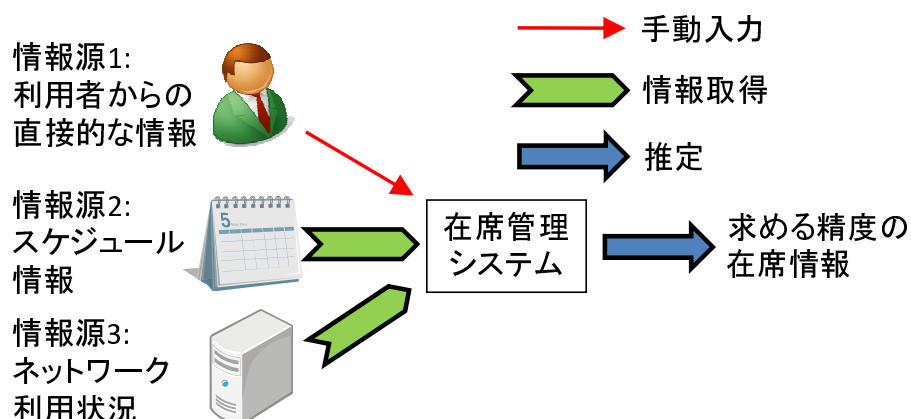 情報源1:
利用者からの
直接的な情報
情報源2:
スケジュール
情報
情報源3:
ネットワーク
利用状況
5
在席管理
システム
手動入力
情報取得
推定
求める精度の
在席情報